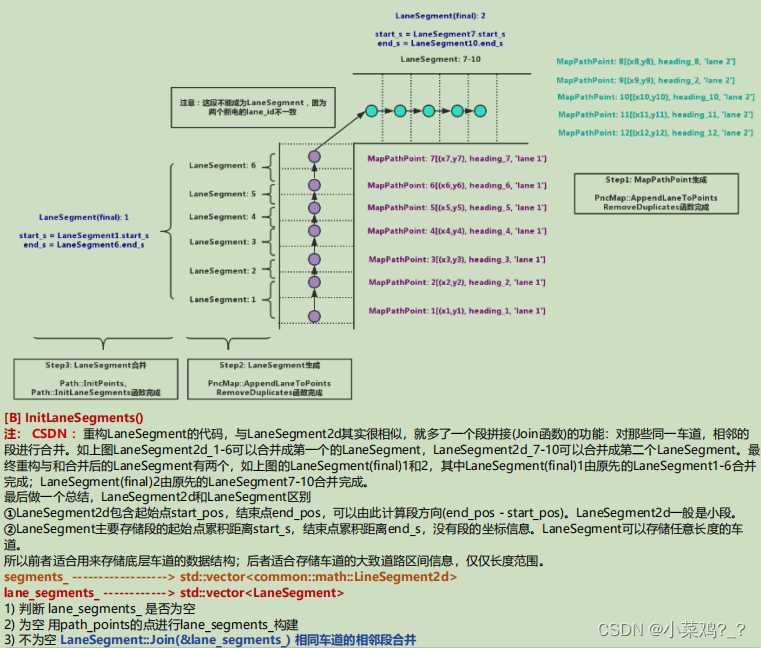 LaneSegment(final): 2
start_s = LaneSegment7.start_s
end_s = LaneSegment10.end_s
LaneSegment: 7-10
MapPathPoint: 8[(x8,y8), heading_8, 'lane 2']
MapPathPoint: 9[(x9,y9), heading_2, 'lane 2']
MapPathPoint: 10[(x10,y10), heading_10, 'lane 2']
MapPathPoint: 11[(x11,y11), heading_11, 'lane 2']
MapPathPoint: 12[(x12,y12), heading_12, 'lane 2']
注意：这段不能成为LaneSegment，因为
两个断电的lane_id不一致
LaneSegment: 6
LaneSegment: 5
LaneSegment: 4
LaneSegment: 3
LaneSegment: 2
LaneSegment: 1
MapPathPoint: 7[(x7,y7), heading_7, 'lane 1']
MapPathPoint: 6[(x6,y6), heading_6, 'lane 1']
MapPathPoint: 5[(x5,y5), heading_5, 'lane 1']
MapPathPoint: 4[(x4,y4), heading_4, 'lane 1']
MapPathPoint: 3[(x3,y3), heading_3, 'lane 1']
MapPathPoint: 2[(x2,y2), heading_2, 'lane 1']
MapPathPoint: 1[(x1,y1), heading_1, 'lane 1']
Step1: MapPathPoint生成
PncMap::AppendLaneToPoints
RemoveDuplicates函数完成
LaneSegment(final): 1
start_s = LaneSegment1.start_s
end_s = LaneSegment6.end_s
Step3: LaneSegment合并
Path::InitPoints,
Path::InitLaneSegments函数完成
Step2: LaneSegment生成
PncMap::AppendLaneToPoints
RemoveDuplicates函数完成
[B] InitLaneSegments()
注： CSDN ：重构LaneSegment的代码，与LaneSegment2d其实很相似，就多了一个段拼接(Join函数)的功能：对那些同一车道，相邻的
段进行合并。如上图LaneSegment2d_1-6可以合并成第一个的LaneSegment，LaneSegment2d_7-10可以合并成第二个LaneSegment。最
终重构与和合并后的LaneSegment有两个，如上图的LaneSegment(final)1和2，其中LaneSegment(final)1由原先的LaneSegment1-6合并
完成；LaneSegment(final)2由原先的LaneSegment7-10合并完成。
最后做一个总结，LaneSegment2d和LaneSegment区别
①LaneSegment2d包含起始点start_pos，结束点end_pos，可以由此计算段方向(end_pos - start_pos)。LaneSegment2d一般是小段。
②LaneSegment主要存储段的起始点累积距离start_s，结束点累积距离end_s，没有段的坐标信息。LaneSegment可以存储任意长度的车
道。
所以前者适合用来存储底层车道的数据结构；后者适合存储车道的大致道路区间信息，仅仅长度范围。
segments_ ------------------> std::vector<common::math::LineSegment2d>
lane_segments_ ------------> std::vector<LaneSegment>
1) 判断 lane_segments_ 是否为空
2) 为空 用path_points的点进行lane_segments_构建
3) 不为空 LaneSegment::Join(&lane_segments_) 相同车道的相邻段合并
CSDN @小菜鸡?_?